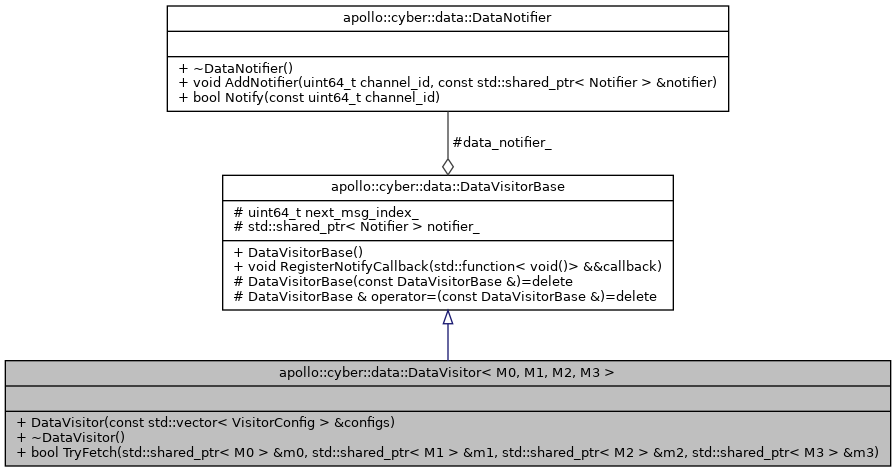 apollo::cyber::data::DataNotifier
+ ~DataNotifier()
+ void AddNotifier(uint64_t channel_id, const std::shared_ptr< Notifier > &notifier)
+ bool Notify(const uint64_t channel_id)
#data_notifier_
apollo::cyber::data::DataVisitorBase
# uint64_t next_msg_index_
# std::shared_ptr< Notifier > notifier_
+ DataVisitorBase()
+ void RegisterNotifyCallback(std::function< void()> &&callback)
# DataVisitorBase(const DataVisitorBase &)=delete
# DataVisitorBase & operator=(const DataVisitorBase &)=delete
apollo::cyber::data::DataVisitor< M0, M1, M2, M3 >
+ DataVisitor(const std::vector< VisitorConfig > &configs)
+ ~DataVisitor()
+ bool TryFetch(std::shared_ptr< M0 > &m0, std::shared_ptr< M1 > &m1, std::shared_ptr< M2 > &m2, std::shared_ptr< M3 > &m3)